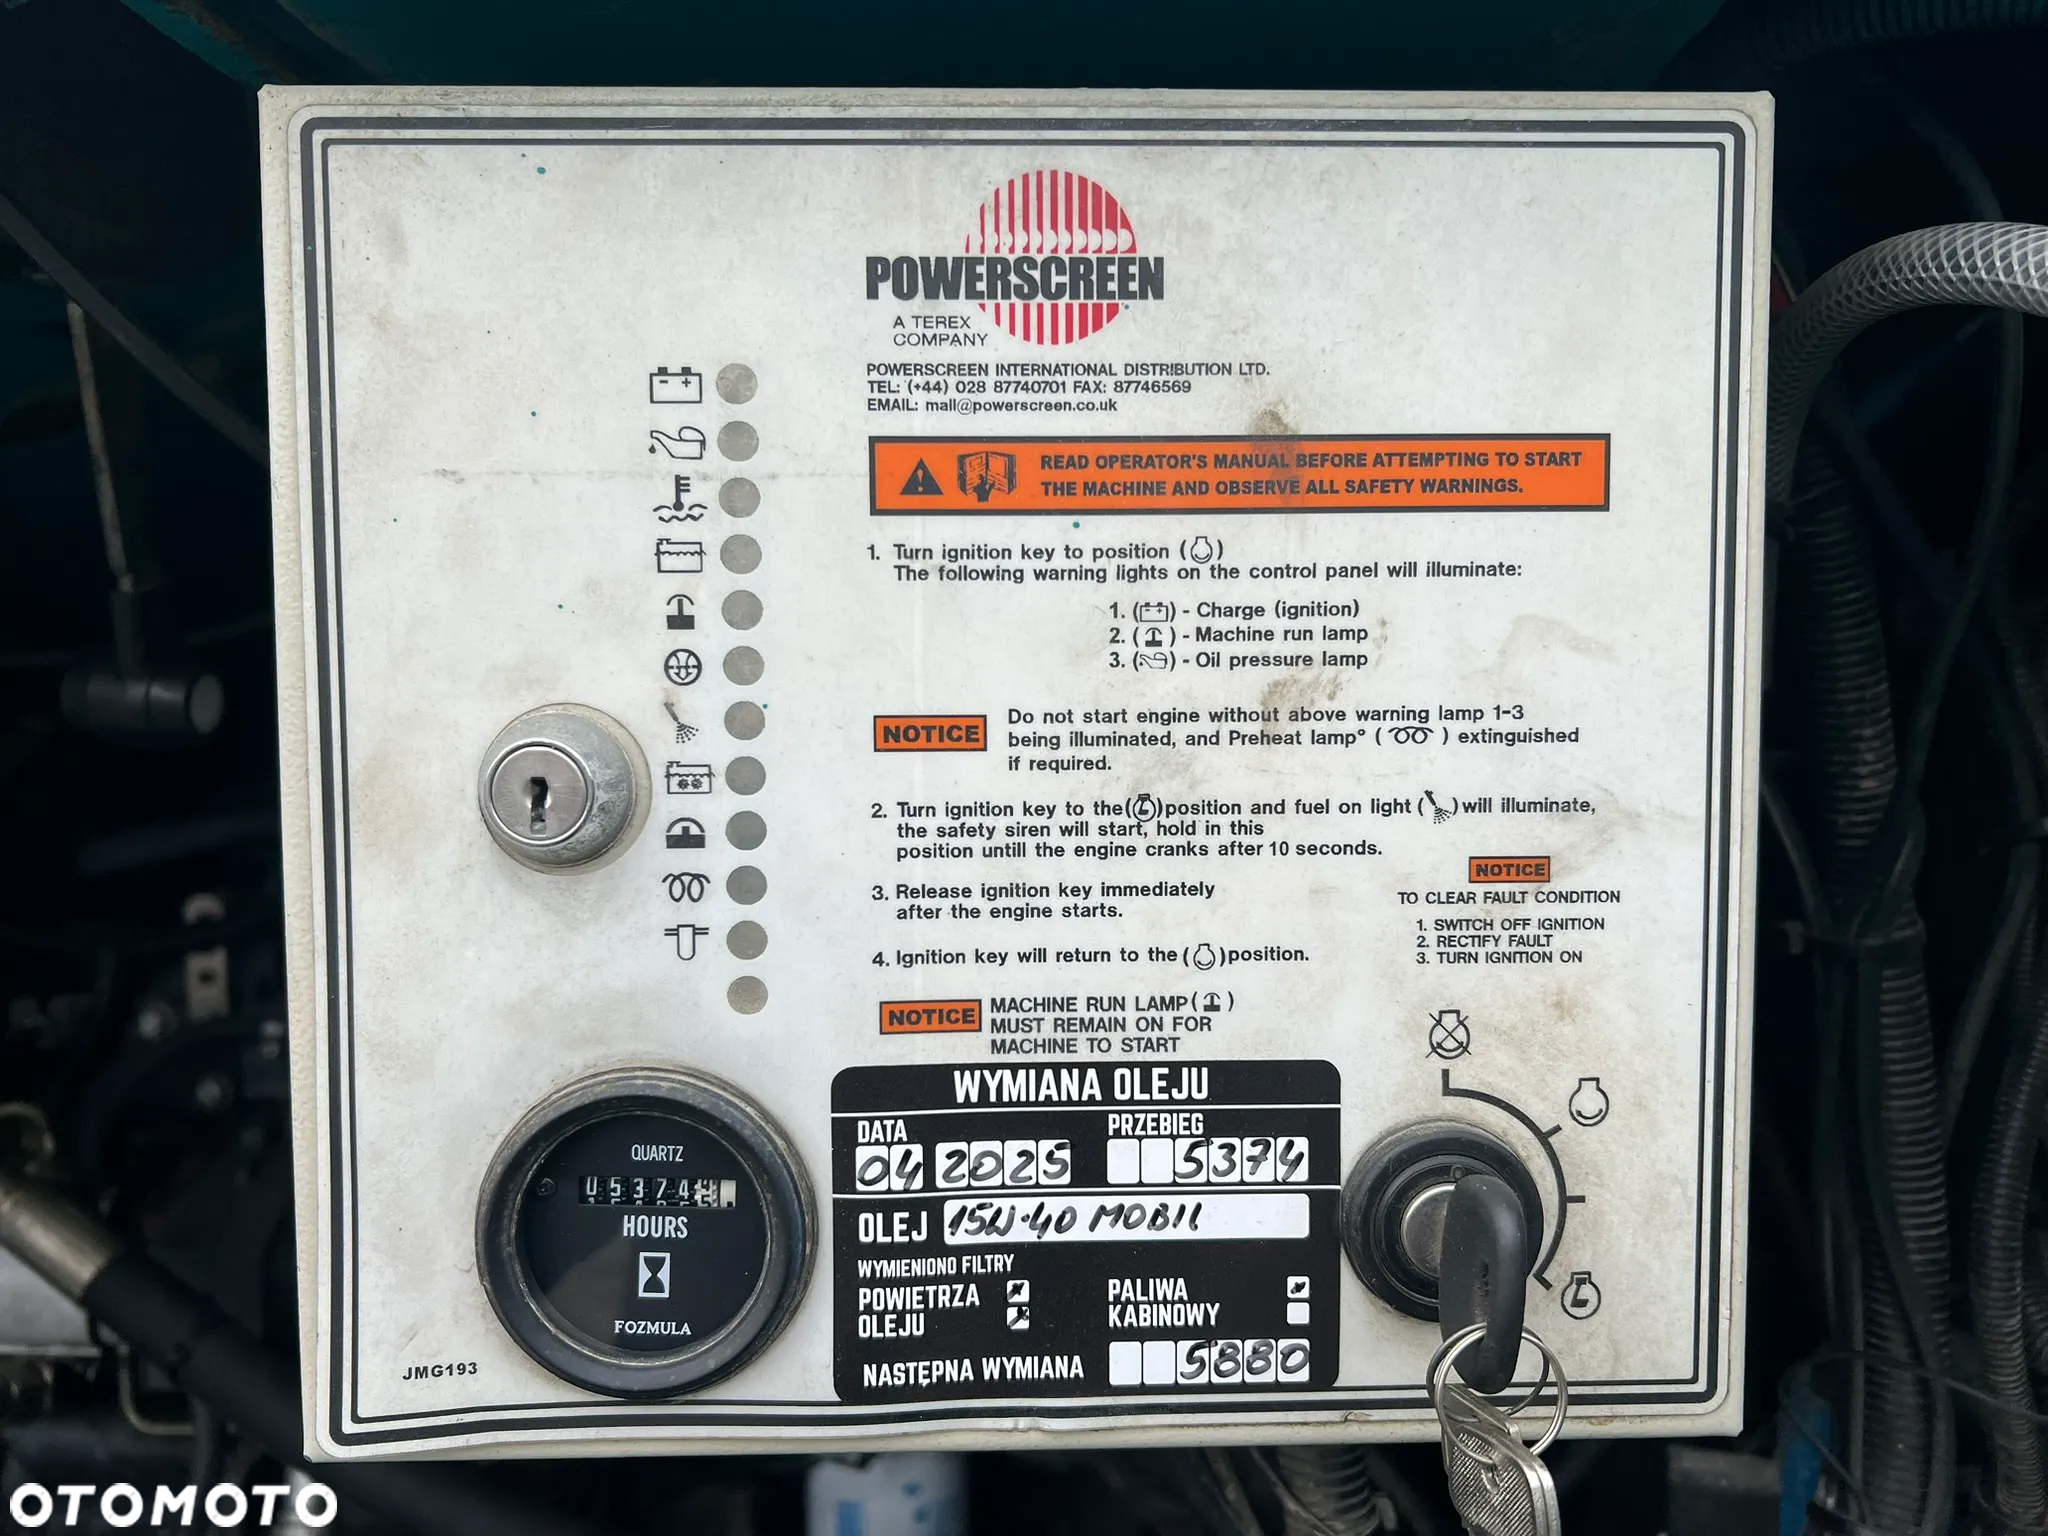 POWERSCREEN
A TEREX
COMPANY
POWERSCREEN INTERNATIONAL DISTRIBUTION LTD.
TEL: (+44) 028 87740701 FAX: 87746569
EMAIL: mail@powerscreen.co.uk
READ OPERATOR'S MANUAL BEFORE ATTEMPTING TO START
THE MACHINE AND OBSERVE ALL SAFETY WARNINGS.
1. Turn ignition key to position ( )
The following warning lights on the control panel will illuminate:
1. ( ) - Charge (ignition)
2. ( ) - Machine run lamp
3. ( ) - Oil pressure lamp
NOTICE
Do not start engine without above warning lamp 1-3
being illuminated, and Preheat lamp° ( ) extinguished
if required.
2. Turn ignition key to the ( ) position and fuel on light ( ) will illuminate,
the safety siren will start, hold in this
position untill the engine cranks after 10 seconds.
3. Release ignition key immediately
after the engine starts.
4. Ignition key will return to the ( ) position.
NOTICE
TO CLEAR FAULT CONDITION
1. SWITCH OFF IGNITION
2. RECTIFY FAULT
3. TURN IGNITION ON
NOTICE
MACHINE RUN LAMP ( )
MUST REMAIN ON FOR
MACHINE TO START
QUARTZ
05374
HOURS
FOZMULA
JMG193
WYMIANA OLEJU
DATA PRZEBIEG
04 2025 5374
OLEJ 15W-40 MOBIL
WYMIENIONO FILTRY
POWIETRZA PALIWA
OLEJU KABINOWY
NASTĘPNA WYMIANA 5880
OTOMOTO